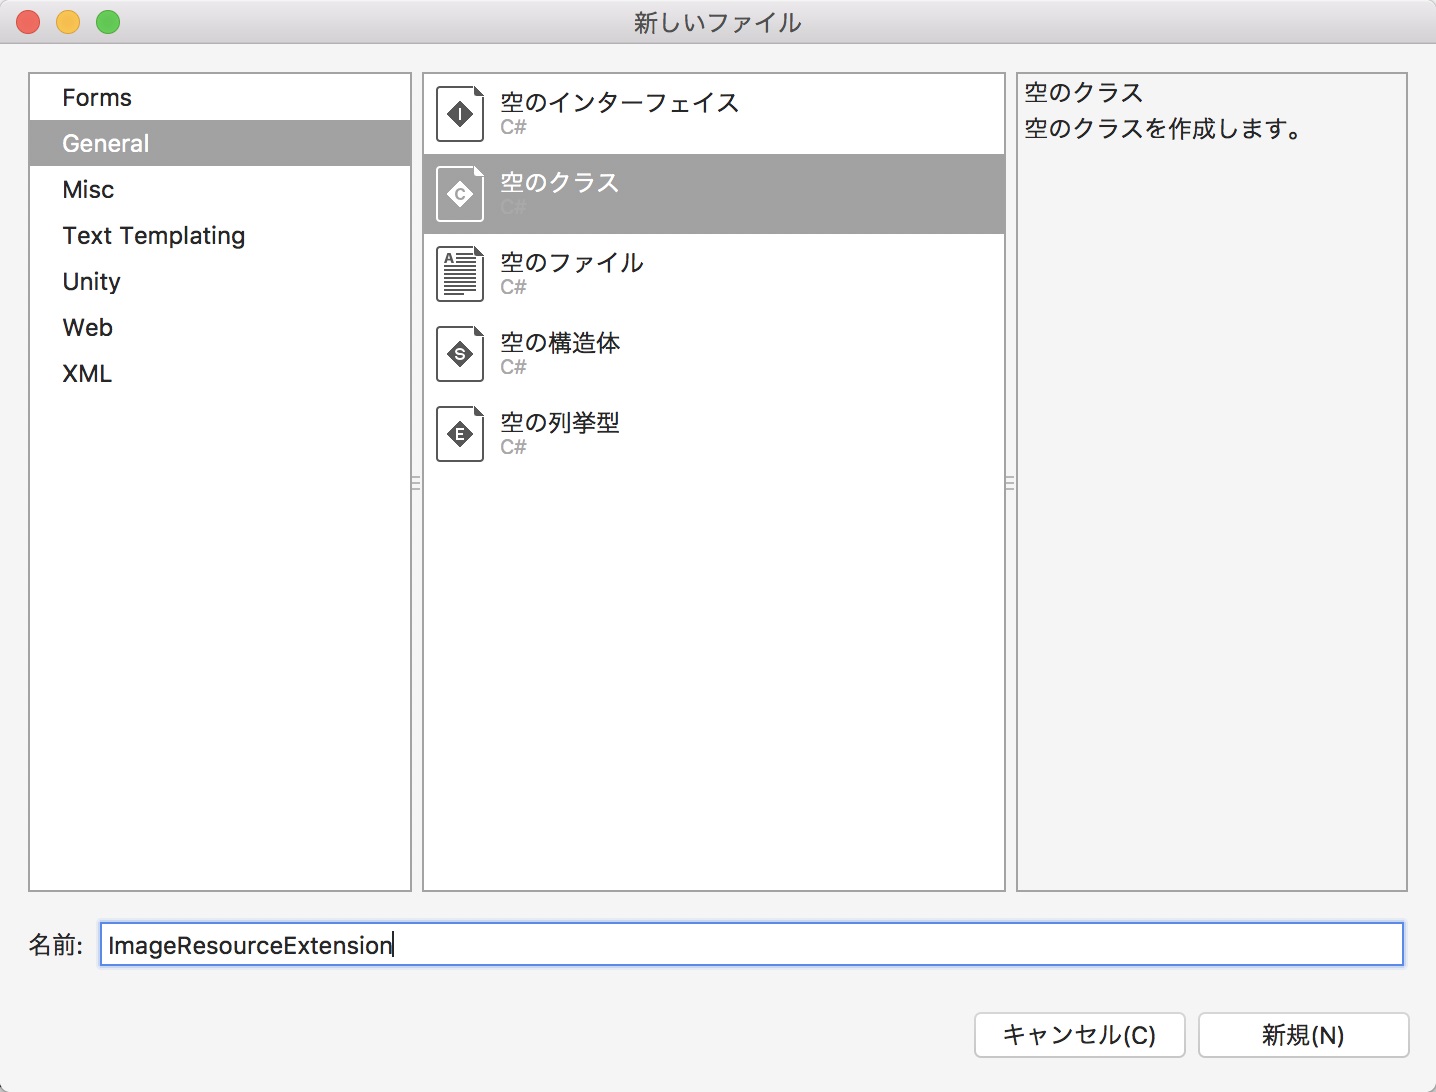 新しいファイル
Forms
General
Misc
Text Templating
Unity
Web
XML
I
空のインターフェイス
C#
C
空のクラス
C#
A
空のファイル
C#
S
空の構造体
C#
E
空の列挙型
C#
空のクラス
空のクラスを作成します。
名前:
ImageResourceExtension
キャンセル(C)
新規(N)